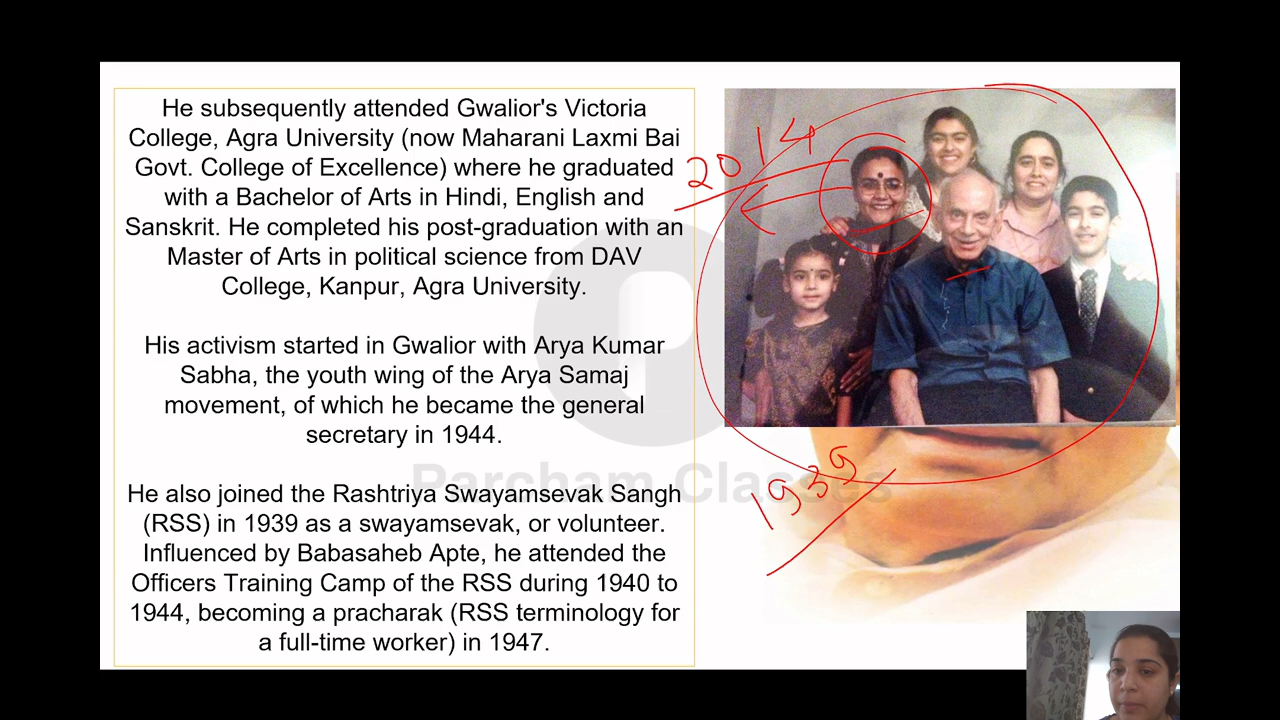 He subsequently attended Gwalior's Victoria
College, Agra University (now Maharani Laxmi Bai
Govt. College of Excellence) where he graduated
with a Bachelor of Arts in Hindi, English and
Sanskrit. He completed his post-graduation with an
Master of Arts in political science from DAV
College, Kanpur, Agra University.
His activism started in Gwalior with Arya Kumar
Sabha, the youth wing of the Arya Samaj
movement, of which he became the general
secretary in 1944.
He also joined the Rashtriya Swayamsevak Sangh
(RSS) in 1939 as a swayamsevak, or volunteer.
Influenced by Babasaheb Apte, he attended the
Officers Training Camp of the RSS during 1940 to
1944, becoming a pracharak (RSS terminology for
a full-time worker) in 1947.
2014
1939
Parcham Classes